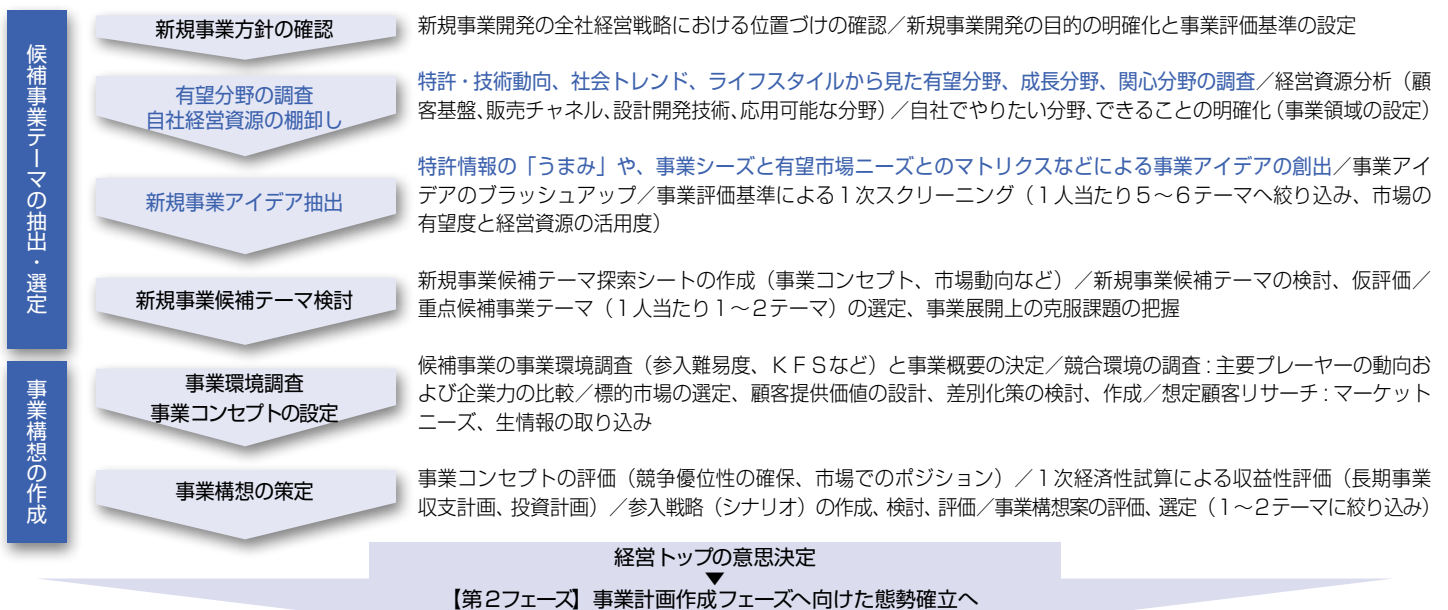 候補事業テーマの抽出・選定
新規事業方針の確認
新規事業開発の全社経営戦略における位置づけの確認／新規事業開発の目的の明確化と事業評価基準の設定
有望分野の調査
自社経営資源の棚卸し
特許・技術動向、社会トレンド、ライフスタイルから見た有望分野、成長分野、関心分野の調査／経営資源分析（顧
客基盤、販売チャネル、設計開発技術、応用可能な分野）／自社でやりたい分野、できることの明確化（事業領域の設定）
新規事業アイデア抽出
特許情報の「うまみ」や、事業シーズと有望市場ニーズとのマトリクスなどによる事業アイデアの創出／事業アイ
デアのブラッシュアップ／事業評価基準による１次スクリーニング（１人当たり５～６テーマへ絞り込み、市場の
有望度と経営資源の活用度）
新規事業候補テーマ検討
新規事業候補テーマ探索シートの作成（事業コンセプト、市場動向など）／新規事業候補テーマの検討、仮評価／
重点候補事業テーマ（１人当たり１～２テーマ）の選定、事業展開上の克服課題の把握
事業構想の作成
事業環境調査
事業コンセプトの設定
候補事業の事業環境調査（参入難易度、ＫＦＳなど）と事業概要の決定／競合環境の調査：主要プレーヤーの動向お
よび企業力の比較／標的市場の選定、顧客提供価値の設計、差別化策の検討、作成／想定顧客リサーチ：マーケット
ニーズ、生情報の取り込み
事業構想の策定
事業コンセプトの評価（競争優位性の確保、市場でのポジション）／１次経済性試算による収益性評価（長期事業
収支計画、投資計画）／参入戦略（シナリオ）の作成、検討、評価／事業構想案の評価、選定（１～２テーマに絞り込み）
経営トップの意思決定
▼
【第２フェーズ】事業計画作成フェーズへ向けた態勢確立へ